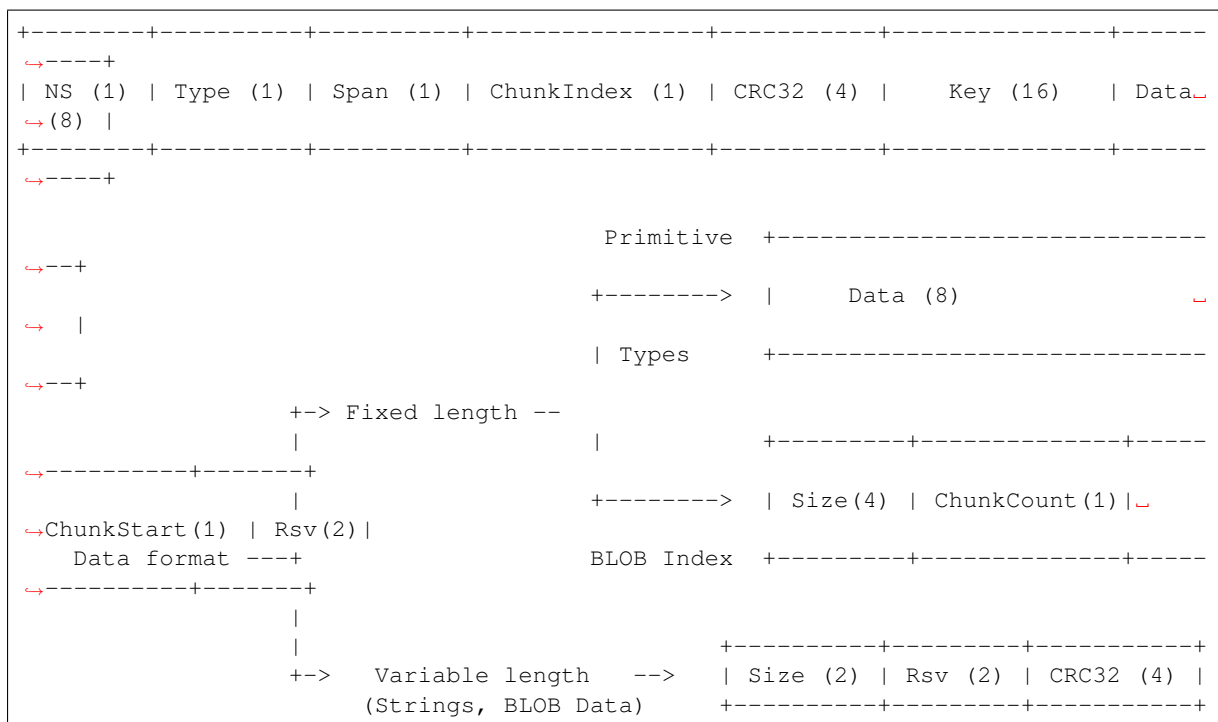 +--------+----------+----------+---------------+-----------+---------------+------
↪----+
| NS (1) | Type (1) | Span (1) | ChunkIndex (1) | CRC32 (4) |    Key (16)    | Data␣
↪(8) |
+--------+----------+----------+---------------+-----------+---------------+------
↪----+
                                         Primitive  +------------------------------
↪--+
                                        +-------->  |     Data (8)                ␣
↪  |
                                        | Types     +------------------------------
↪--+
                   +-> Fixed length --
                   |                    |           +---------+--------------+-----
↪----------+-------+
                   |                    +-------->  | Size(4) | ChunkCount(1)|␣
↪ChunkStart(1) | Rsv(2)|
    Data format ---+                    BLOB Index  +---------+--------------+-----
↪----------+-------+
                   |
                   |                             +----------+---------+-----------+
                   +->   Variable length   -->   | Size (2) | Rsv (2) | CRC32 (4) |
                        (Strings, BLOB Data)     +----------+---------+-----------+